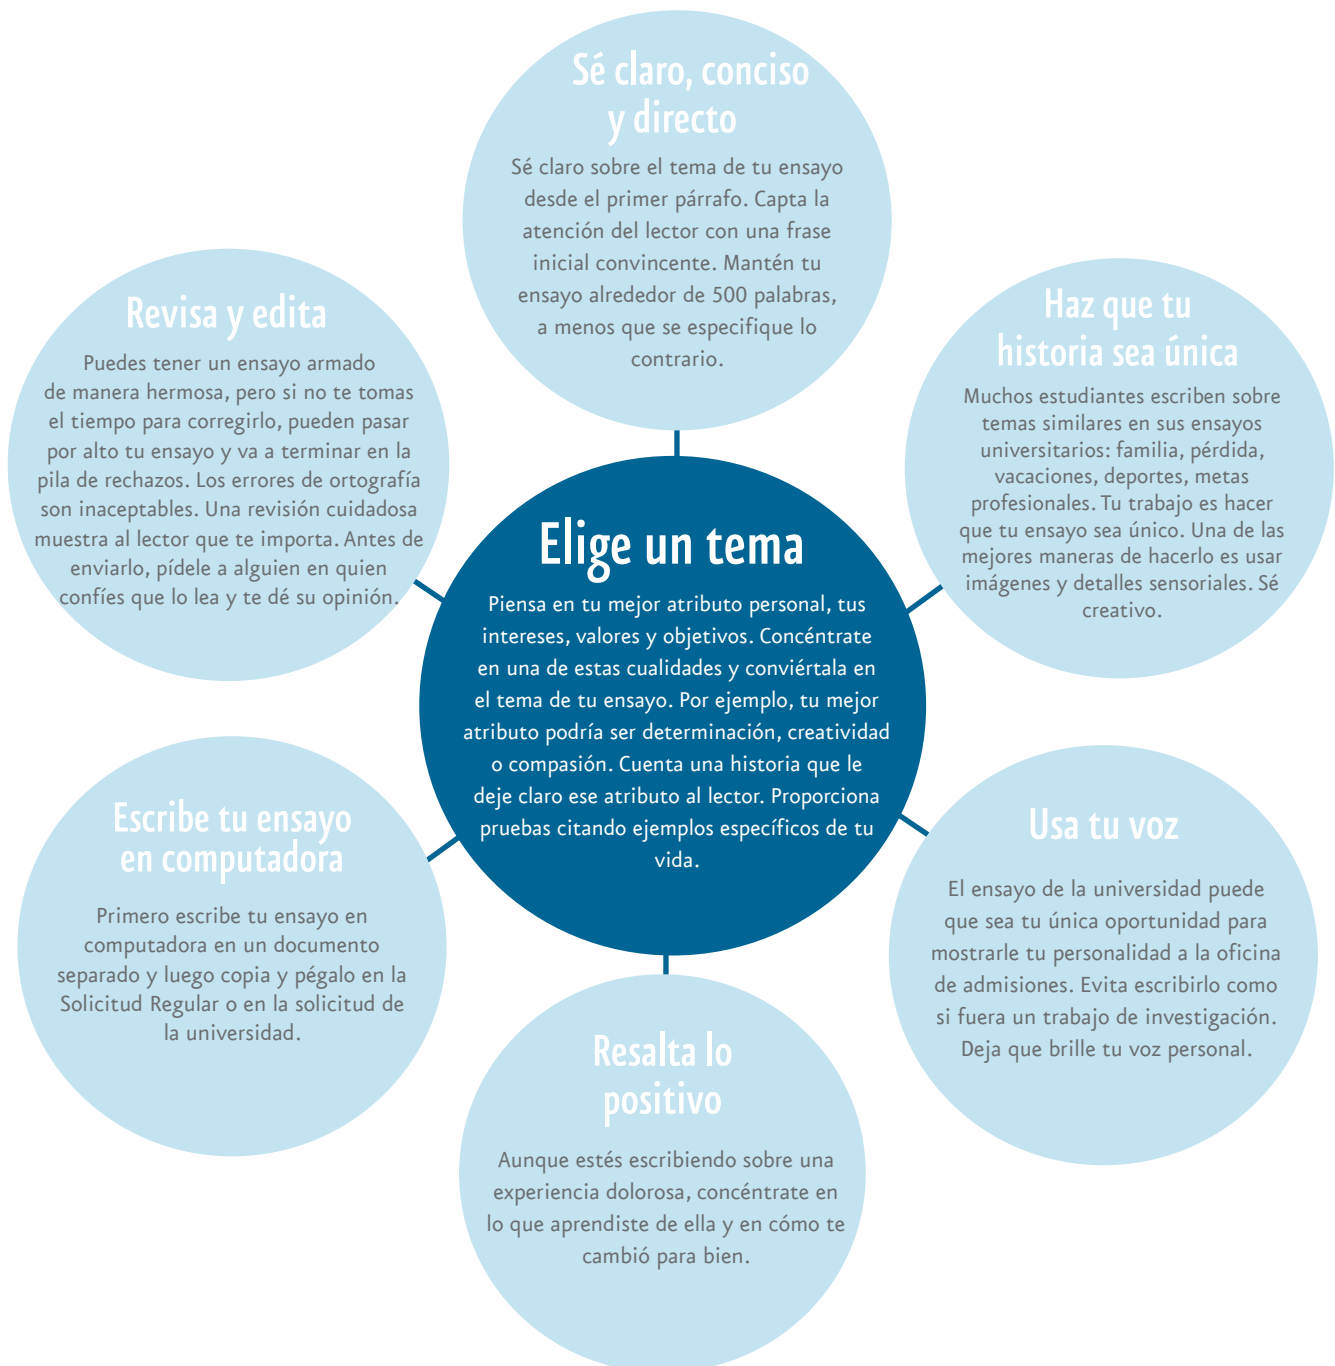 Sé claro, conciso
y directo
Sé claro sobre el tema de tu ensayo
desde el primer párrafo. Capta la
atención del lector con una frase
inicial convincente. Mantén tu
ensayo alrededor de 500 palabras,
a menos que se especifique lo
contrario.
Haz que tu
historia sea única
Muchos estudiantes escriben sobre
temas similares en sus ensayos
universitarios: familia, pérdida,
vacaciones, deportes, metas
profesionales. Tu trabajo es hacer
que tu ensayo sea único. Una de las
mejores maneras de hacerlo es usar
imágenes y detalles sensoriales. Sé
creativo.
Usa tu voz
El ensayo de la universidad puede
que sea tu única oportunidad para
mostrarle tu personalidad a la oficina
de admisiones. Evita escribirlo como
si fuera un trabajo de investigación.
Deja que brille tu voz personal.
Resalta lo
positivo
Aunque estés escribiendo sobre una
experiencia dolorosa, concéntrate en
lo que aprendiste de ella y en cómo te
cambió para bien.
Escribe tu ensayo
en computadora
Primero escribe tu ensayo en
computadora en un documento
separado y luego copia y pégalo en la
Solicitud Regular o en la solicitud de
la universidad.
Revisa y edita
Puedes tener un ensayo armado
de manera hermosa, pero si no te tomas
el tiempo para corregirlo, pueden pasar
por alto tu ensayo y va a terminar en la
pila de rechazos. Los errores de ortografía
son inaceptables. Una revisión cuidadosa
muestra al lector que te importa. Antes de
enviarlo, pídele a alguien en quien
confíes que lo lea y te dé su opinión.
Elige un tema
Piensa en tu mejor atributo personal, tus
intereses, valores y objetivos. Concéntrate
en una de estas cualidades y conviértala en
el tema de tu ensayo. Por ejemplo, tu mejor
atributo podría ser determinación, creatividad
o compasión. Cuenta una historia que le
deje claro ese atributo al lector. Proporciona
pruebas citando ejemplos específicos de tu
vida.